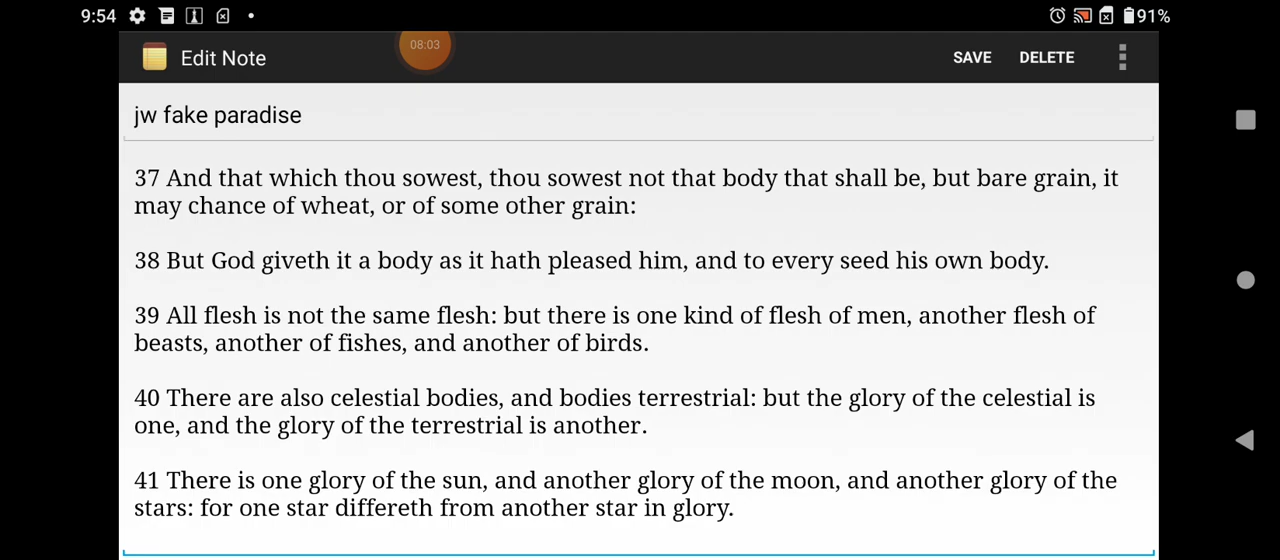 9:54
91%
08:03
Edit Note
SAVE
DELETE
jw fake paradise
37 And that which thou sowest, thou sowest not that body that shall be, but bare grain, it
may chance of wheat, or of some other grain:
38 But God giveth it a body as it hath pleased him, and to every seed his own body.
39 All flesh is not the same flesh: but there is one kind of flesh of men, another flesh of
beasts, another of fishes, and another of birds.
40 There are also celestial bodies, and bodies terrestrial: but the glory of the celestial is
one, and the glory of the terrestrial is another.
41 There is one glory of the sun, and another glory of the moon, and another glory of the
stars: for one star differeth from another star in glory.